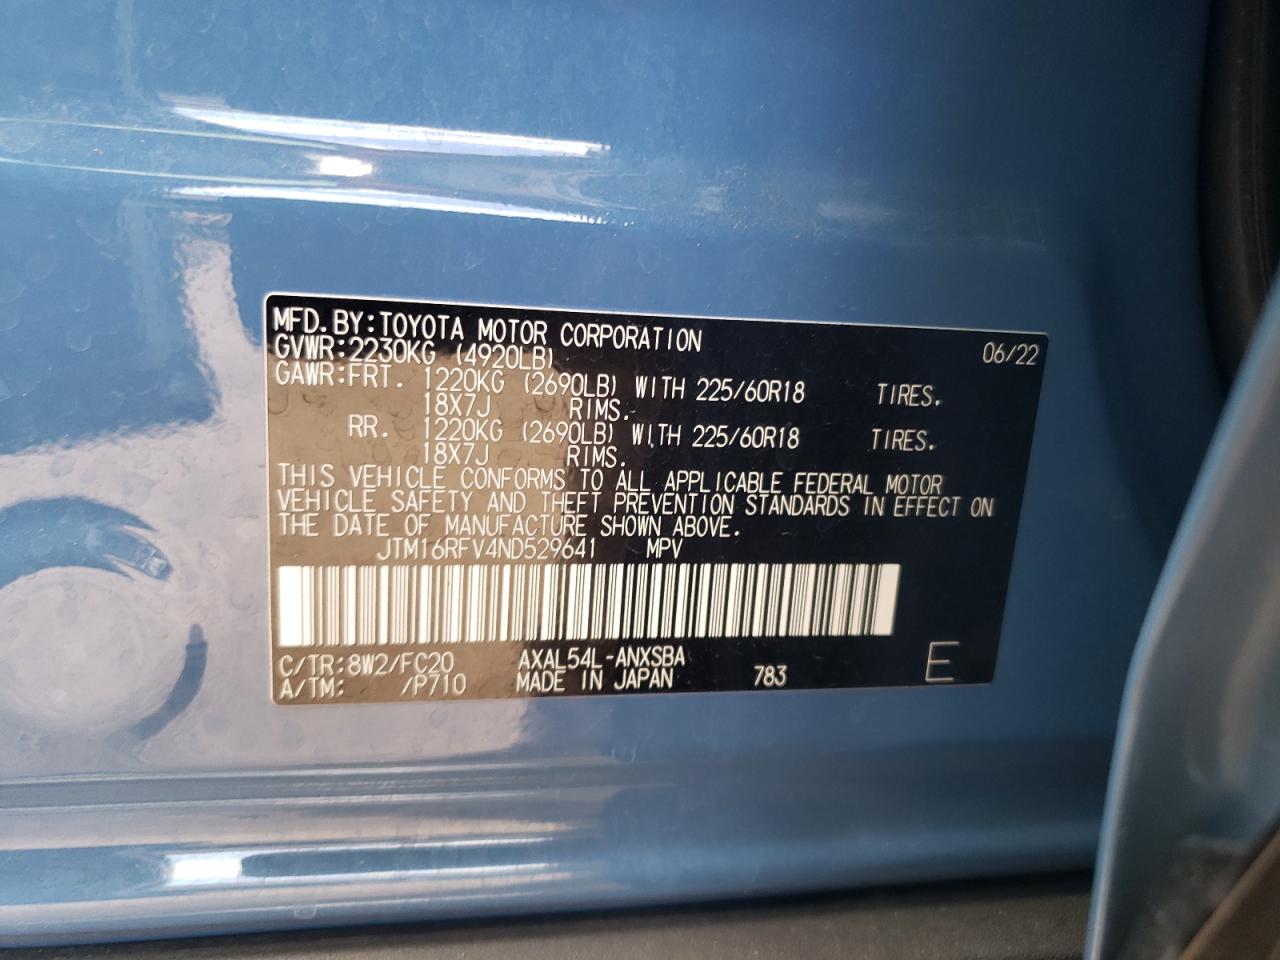 MFD. BY:TOYOTA MOTOR CORPORATION 06/22
GVWR:2230KG (4920LB)
GAWR:FRT. 1220KG (2690LB) WITH 225/60R18 TIRES.
18X7J RIMS.
RR. 1220KG (2690LB) WITH 225/60R18 TIRES.
18X7J RIMS.
THIS VEHICLE CONFORMS TO ALL APPLICABLE FEDERAL MOTOR
VEHICLE SAFETY AND THEFT PREVENTION STANDARDS IN EFFECT ON
THE DATE OF MANUFACTURE SHOWN ABOVE.
JTM16RFV4ND529641 MPV
C/TR:8W2/FC20 AXAL54L-ANXSBA
A/TM: /P710 MADE IN JAPAN 783 E